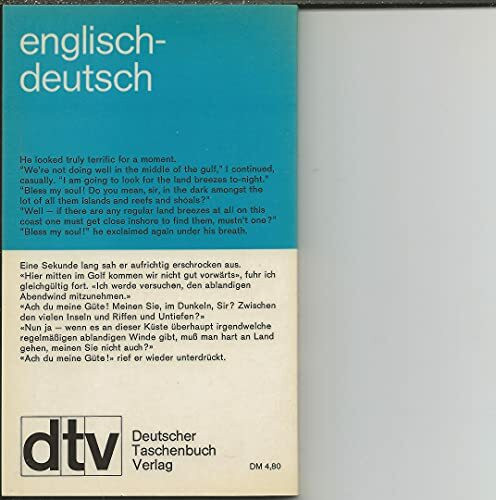 englisch-
deutsch
He looked truly terrific for a moment.
"We're not doing well in the middle of the gulf," I continued,
casually. "I am going to look for the land breezes to-night."
"Bless my soul! Do you mean, sir, in the dark amongst the
lot of all them islands and reefs and shoals?"
"Well – if there are any regular land breezes at all on this
coast one must get close inshore to find them, mustn't one?"
"Bless my soul!" he exclaimed again under his breath.
Eine Sekunde lang sah er aufrichtig erschrocken aus.
«Hier mitten im Golf kommen wir nicht gut vorwärts», fuhr ich
gleichgültig fort. «Ich werde versuchen, den ablandigen
Abendwind mitzunehmen.»
«Ach du meine Güte! Meinen Sie, im Dunkeln, Sir? Zwischen
den vielen Inseln und Riffen und Untiefen?»
«Nun ja – wenn es an dieser Küste überhaupt irgendwelche
regelmäßigen ablandigen Winde gibt, muß man hart an Land
gehen, meinen Sie nicht auch?»
«Ach du meine Güte!» rief er wieder unterdrückt.
dtv
Deutscher
Taschenbuch
Verlag
DM 4,80